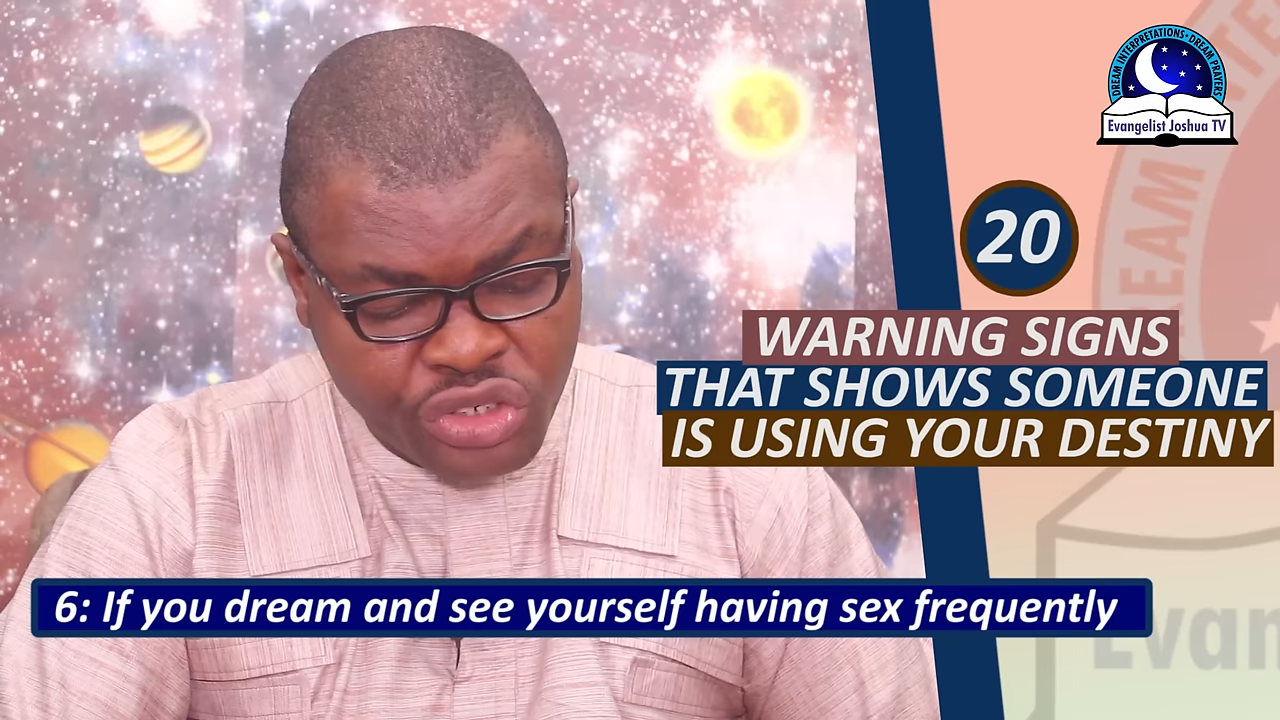 DREAM INTERPRETATIONS • DREAM PRAYERS
Evangelist Joshua TV
20
WARNING SIGNS
THAT SHOWS SOMEONE
IS USING YOUR DESTINY
6: If you dream and see yourself having sex frequently